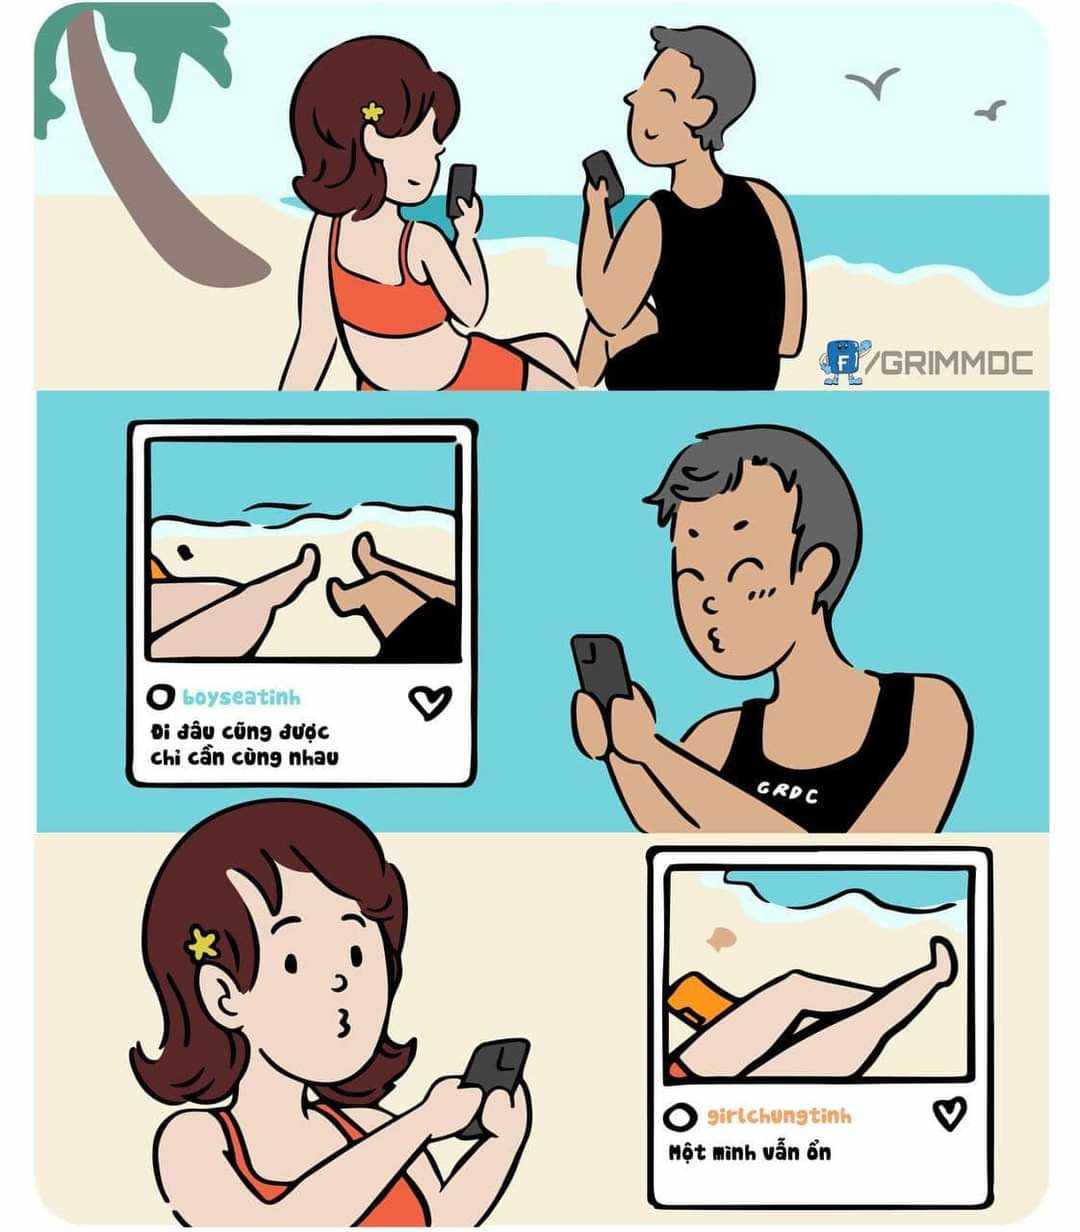 F/GRIMMDC
boyseatinh
Đi đâu cũng được
chỉ cần cùng nhau
GRDC
girlchungtinh
Một mình vẫn ổn